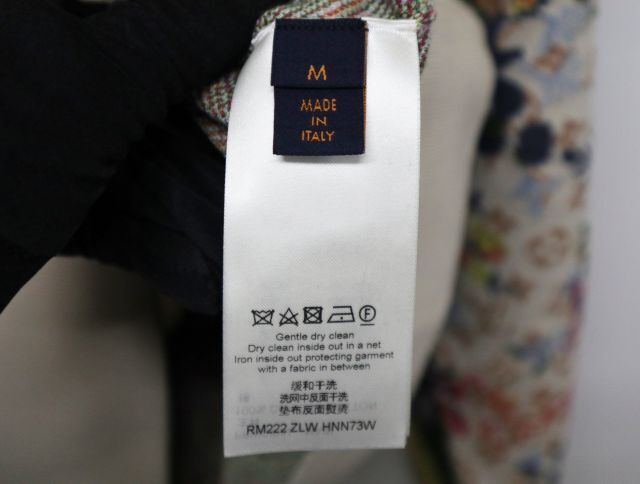 M
MADE
IN
ITALY
Gentle dry clean
Dry clean inside out in a net
Iron inside out protecting garment
with a fabric in between
缓和干洗
洗网中反面干洗
垫布反面熨烫
RM222 ZLW HNN73W